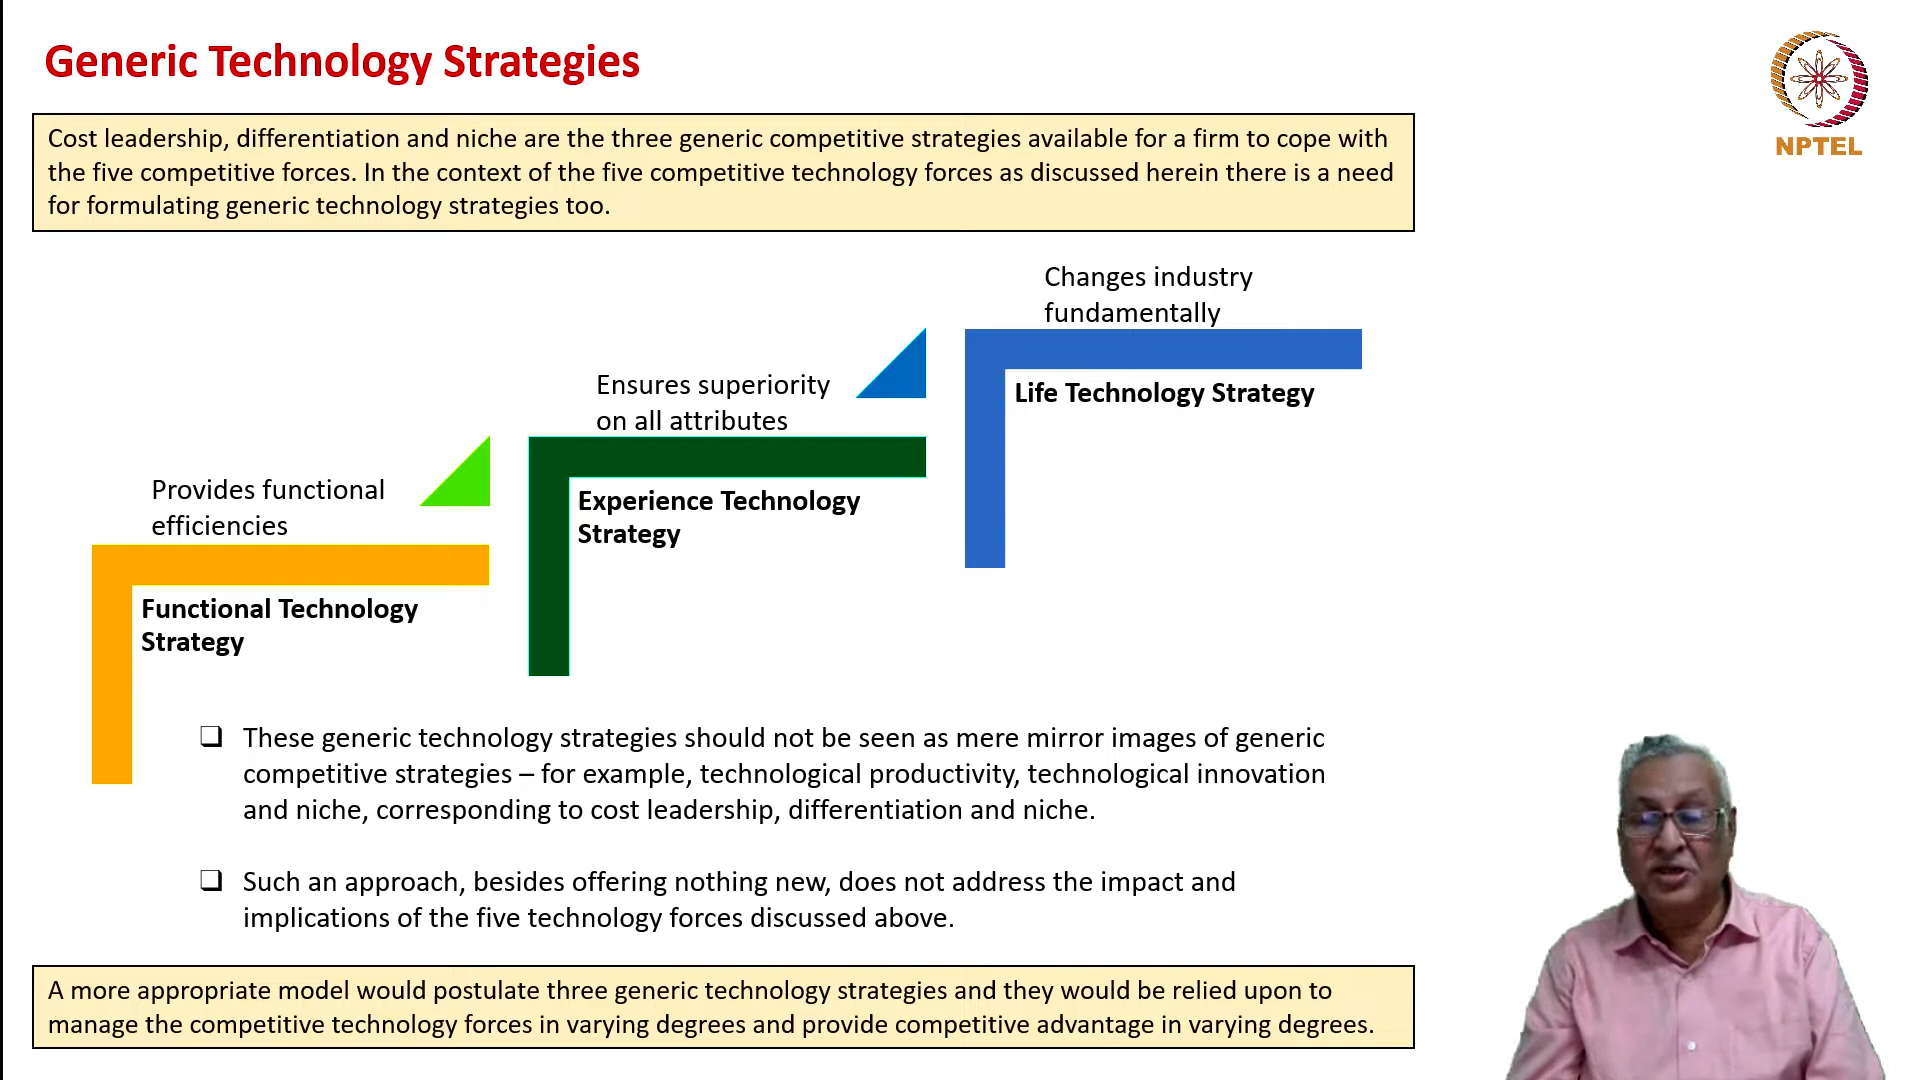 Generic Technology Strategies
NPTEL
Cost leadership, differentiation and niche are the three generic competitive strategies available for a firm to cope with
the five competitive forces. In the context of the five competitive technology forces as discussed herein there is a need
for formulating generic technology strategies too.
Changes industry
fundamentally
Life Technology Strategy
Ensures superiority
on all attributes
Experience Technology
Strategy
Provides functional
efficiencies
Functional Technology
Strategy
❑ These generic technology strategies should not be seen as mere mirror images of generic
competitive strategies – for example, technological productivity, technological innovation
and niche, corresponding to cost leadership, differentiation and niche.
❑ Such an approach, besides offering nothing new, does not address the impact and
implications of the five technology forces discussed above.
A more appropriate model would postulate three generic technology strategies and they would be relied upon to
manage the competitive technology forces in varying degrees and provide competitive advantage in varying degrees.